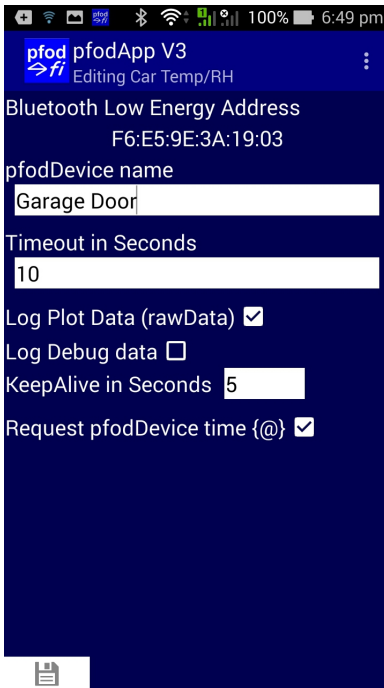 100% 6:49 pm
pfod pfodApp V3
fi Editing Car Temp/RH
Bluetooth Low Energy Address
F6:E5:9E:3A:19:03
pfodDevice name
Garage Door
Timeout in Seconds
10
Log Plot Data (rawData)
Log Debug data
KeepAlive in Seconds 5
Request pfodDevice time {@}